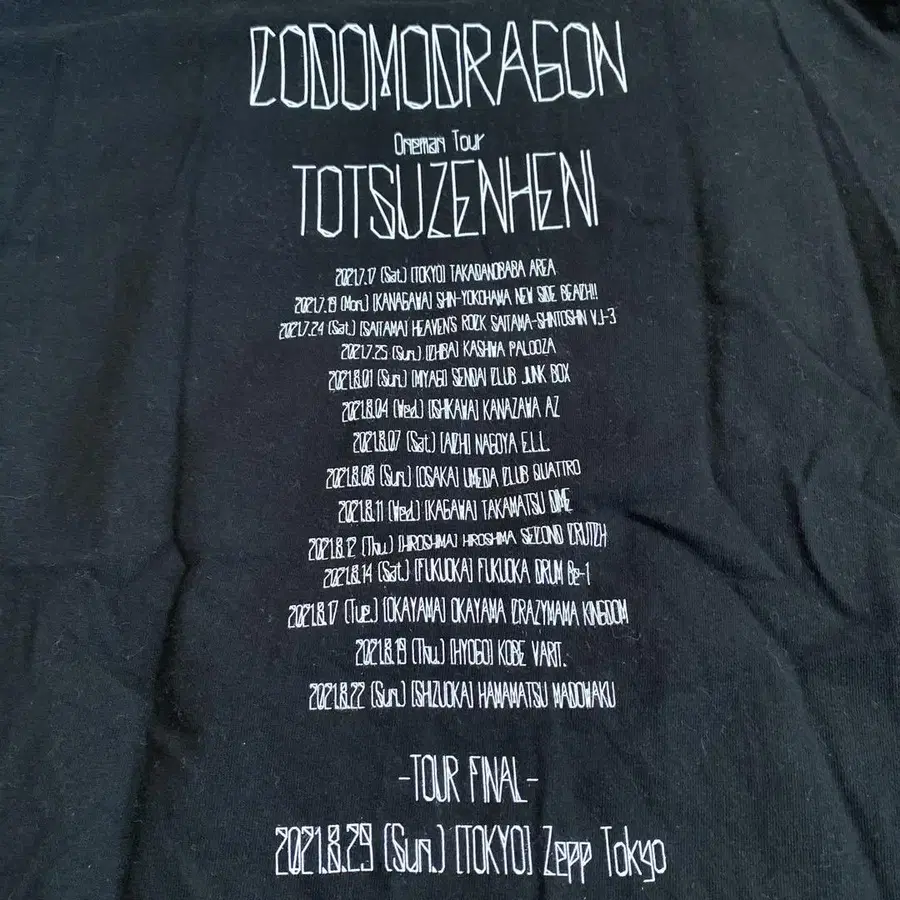 CODOMODRAGON
Oneman Tour
TOTSUZENHENI
2021.7.17 (Sat.) [TOKYO] TAKADANOBABA AREA
2021.7.19 (Mon.) [KANAGAWA] SHIN-YOKOHAMA NEW SIDE BEACH!!
2021.7.24 (Sat.) [SAITAMA] HEAVEN'S ROCK SAITAMA-SHINTOSHIN VJ-3
2021.7.25 (Sun.) [CHIBA] KASHIWA PALOOZA
2021.8.01 (Sun.) [MIYAGI] SENDAI CLUB JUNK BOX
2021.8.04 (Wed.) [ISHIKAWA] KANAZAWA AZ
2021.8.07 (Sat.) [AICHI] NAGOYA E.L.L.
2021.8.08 (Sun.) [OSAKA] UMEDA CLUB QUATTRO
2021.8.11 (Wed.) [KAGAWA] TAKAMATSU DIME
2021.8.12 (Thu.) [HIROSHIMA] HIROSHIMA SECOND CRUTCH
2021.8.14 (Sat.) [FUKUOKA] FUKUOKA DRUM Be-1
2021.8.17 (Tue.) [OKAYAMA] OKAYAMA CRAZYMAMA KINGDOM
2021.8.19 (Thu.) [HYOGO] KOBE VARIT.
2021.8.22 (Sun.) [SHIZUOKA] HAMAMATSU MADOWAKU
-TOUR FINAL-
2021.8.29 (Sun.) [TOKYO] Zepp Tokyo